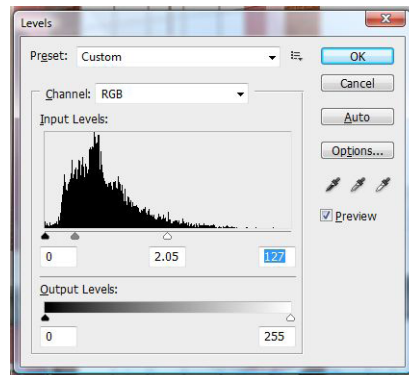 Levels
Preset: Custom
OK
Channel: RGB
Cancel
Input Levels:
Auto
Options...
Preview
0 2.05 127
Output Levels:
0 255